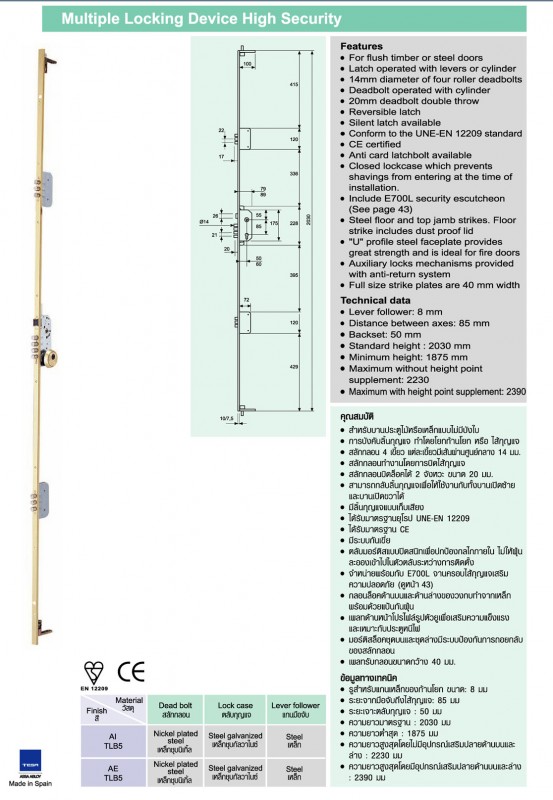 Multiple Locking Device High Security
Features
• For flush timber or steel doors
• Latch operated with levers or cylinder
• 14mm diameter of four roller deadbolts
• Deadbolt operated with cylinder
• 20mm deadbolt double throw
• Reversible latch
• Silent latch available
• Conform to the UNE-EN 12209 standard
• CE certified
• Anti card latchbolt available
• Closed lockcase which prevents
shavings from entering at the time of
installation.
• Include E700L security escutcheon
(See page 43)
• Steel floor and top jamb strikes. Floor
strike includes dust proof lid
• "U" profile steel faceplate provides
great strength and is ideal for fire doors
• Auxiliary locks mechanisms provided
with anti-return system
• Full size strike plates are 40 mm width
Technical data
• Lever follower: 8 mm
• Distance between axes: 85 mm
• Backset: 50 mm
• Standard height : 2030 mm
• Minimum height: 1875 mm
• Maximum without height point
supplement: 2230
• Maximum with height point supplement: 2390
100
415
22
120
17
336
79
89
26
55
Ø14
85
175
228
2030
21
20
50
60
395
72
120
429
10/7,5
คุณสมบัติ
• สำหรับบานประตูไม้หรือเหล็กแบบไม่มีบังใบ
• การบังคับลิ้นกุญแจ ทำโดยโยกก้านโยก หรือ ไส้กุญแจ
• สลักกลอน 4 เขี้ยว แต่ละเขี้ยวมีเส้นผ่านศูนย์กลาง 14 มม.
• สลักกลอนทำงานโดยการบิดไส้กุญแจ
• สลักกลอนบิดล็อคได้ 2 จังหวะ ขนาด 20 มม.
• สามารถกลับลิ้นกุญแจเพื่อให้ใช้งานกับทั้งบานเปิดซ้าย
และบานเปิดขวาได้
• มีลิ้นกุญแจแบบเก็บเสียง
• ได้รับมาตรฐานยุโรป UNE-EN 12209
• ได้รับมาตรฐาน CE
• มีระบบกันเขี่ย
• ตลับมอร์ติสแบบปิดสนิทเพื่อปกป้องกลไกภายใน ไม่ให้ฝุ่น
ละอองเข้าไปในตัวตลับระหว่างการติดตั้ง
• จำหน่ายพร้อมกับ E700L จานครอบไส้กุญแจเสริม
ความปลอดภัย (ดูหน้า 43)
• กลอนล็อคด้านบนและด้านล่างของวงกบทำจากเหล็ก
พร้อมด้วยแป้นกันฝุ่น
• เพลทด้านหน้าโปรไฟล์รูปตัวยูเพื่อเสริมความแข็งแรง
และเหมาะกับประตูหนีไฟ
• มอร์ติสล็อคชุดบนและชุดล่างมีระบบป้องกันการถอยกลับ
ของสลักกลอน
• เพลทรับกลอนขนาดกว้าง 40 มม.
ข้อมูลทางเทคนิค
• รูสำหรับแกนเหล็กของก้านโยก ขนาด: 8 มม
• ระยะจากมือจับถึงไส้กุญแจ: 85 มม
• ระยะเจาะตลับกุญแจ : 50 มม
• ความยาวมาตรฐาน : 2030 มม
• ความยาวต่ำสุด : 1875 มม
• ความยาวสูงสุดโดยไม่มีอุปกรณ์เสริมปลายด้านบนและ
ล่าง : 2230 มม
• ความยาวสูงสุดโดยมีอุปกรณ์เสริมปลายด้านบนและล่าง
: 2390 มม
CE
EN 12209
Material
วัสดุ
Finish
สี
Dead bolt
สลักกลอน
Lock case
ตลับกุญแจ
Lever follower
แกนมือจับ
AI
TLB5
Nickel plated
steel
เหล็กชุบนิเกิ้ล
Steel galvanized
เหล็กชุบกัลวาไนซ์
Steel
เหล็ก
AE
TLB5
Nickel plated
steel
เหล็กชุบนิเกิ้ล
Steel galvanized
เหล็กชุบกัลวาไนซ์
Steel
เหล็ก
TESA
ASSA ABLOY
Made in Spain